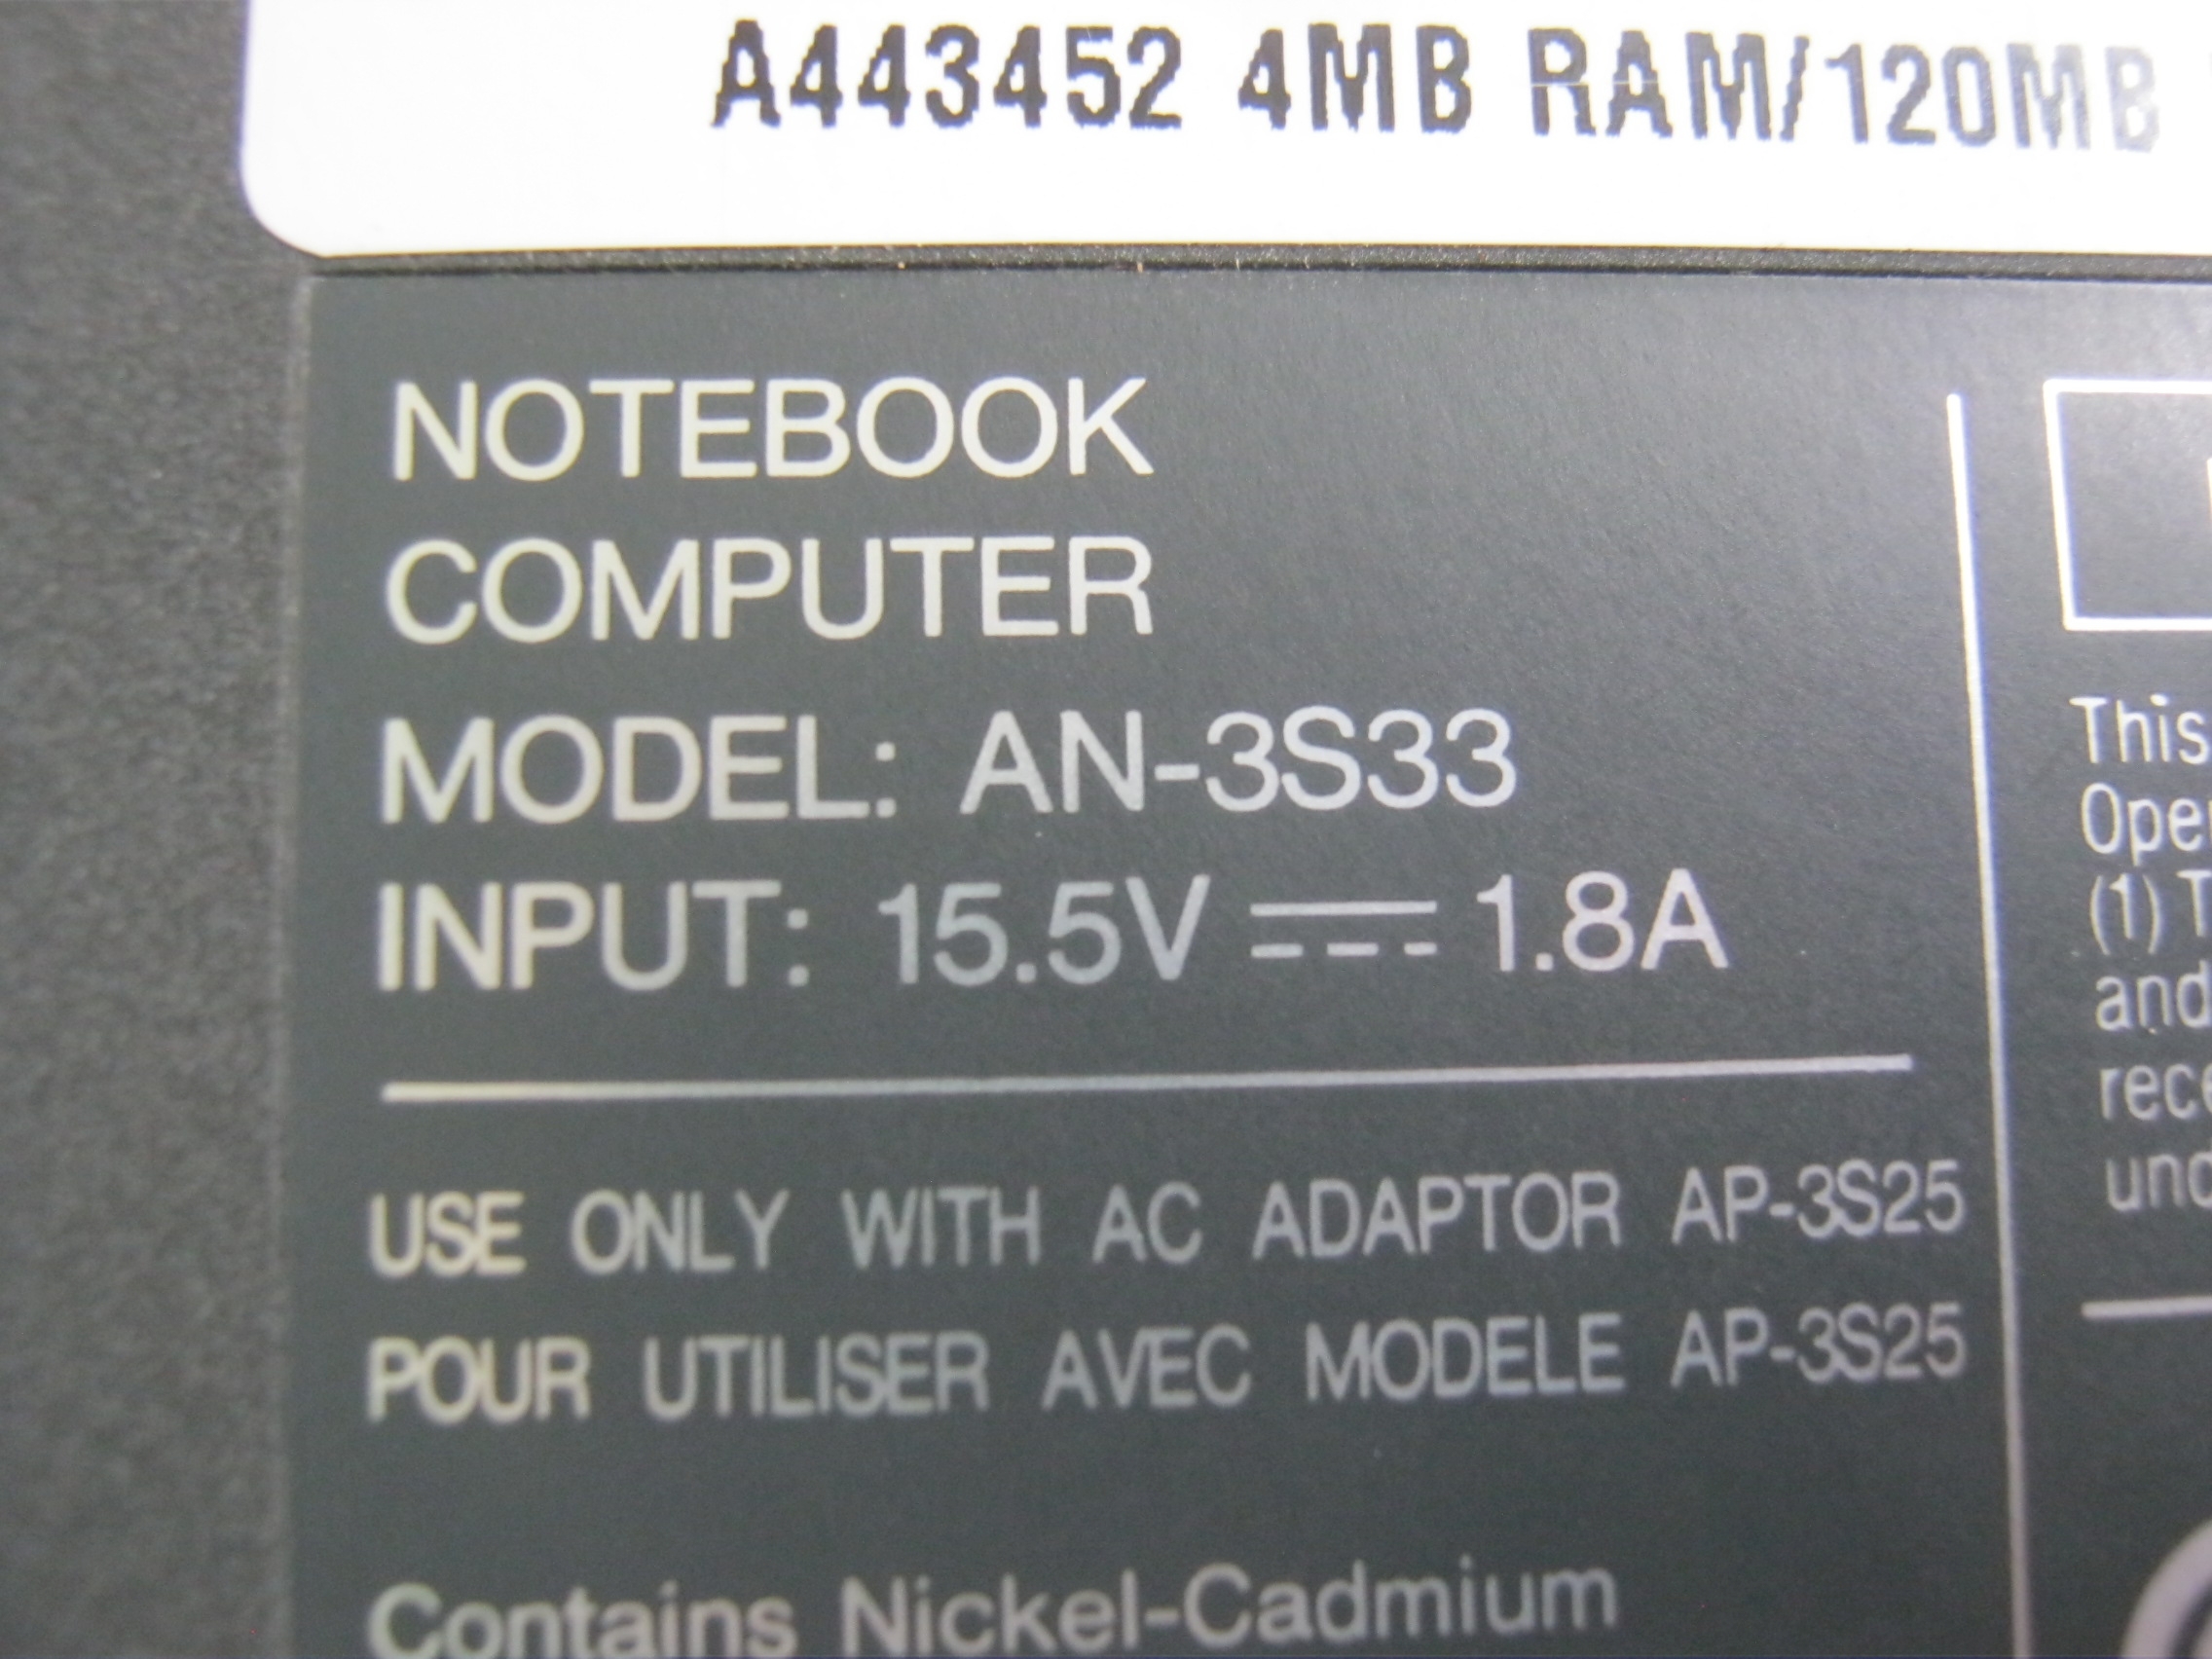 A443452 4MB RAM/120MB
NOTEBOOK
COMPUTER
MODEL: AN-3S33
INPUT: 15.5V ⎓ 1.8A
USE ONLY WITH AC ADAPTOR AP-3S25
POUR UTILISER AVEC MODELE AP-3S25
Contains Nickel-Cadmium
This
(1)
and